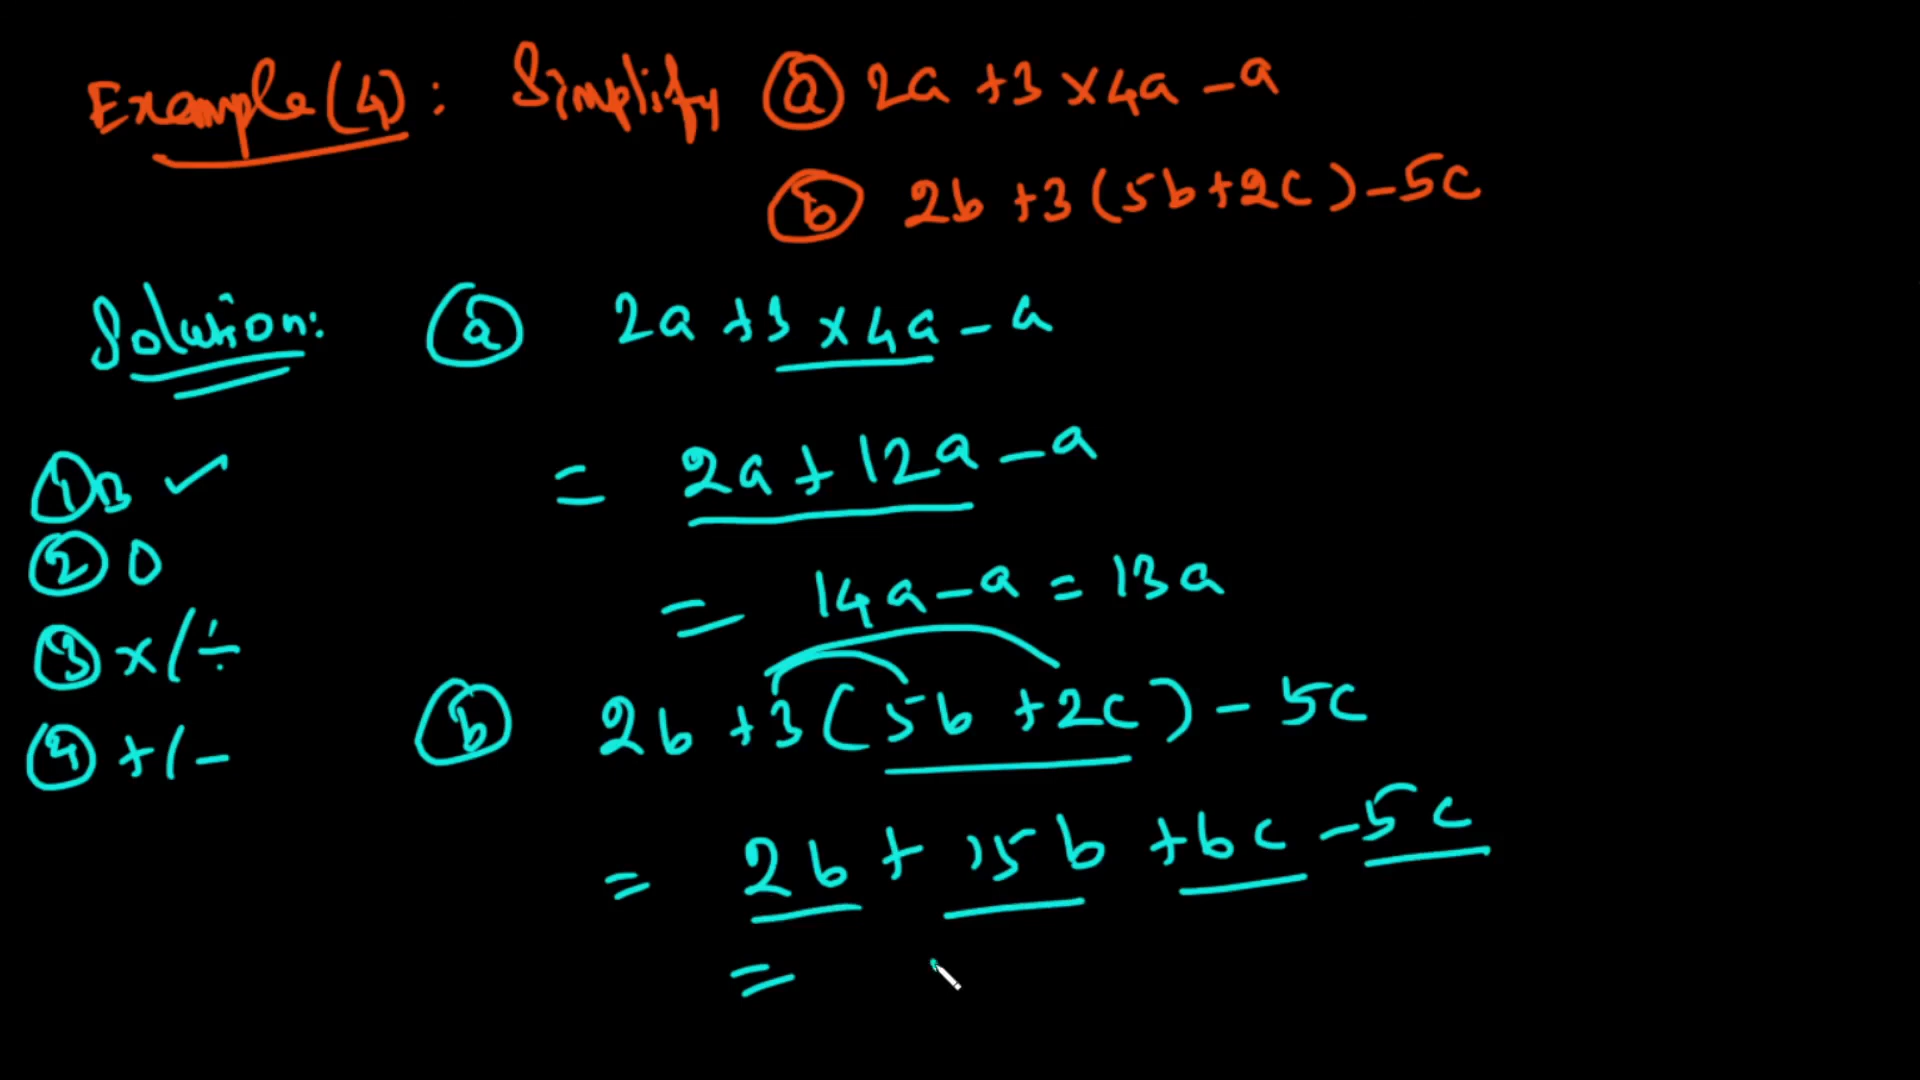 Example(4): Simplify ⓐ 2a + 3 × 4a - a
ⓑ 2b + 3 (5b + 2c) - 5c
Solution: ⓐ 2a + 3 × 4a - a
① B ✓
= 2a + 12a - a
② O
= 14a - a = 13a
③ × / ÷
ⓑ 2b + 3 (5b + 2c) - 5c
④ + / -
= 2b + 15b + 6c - 5c
=